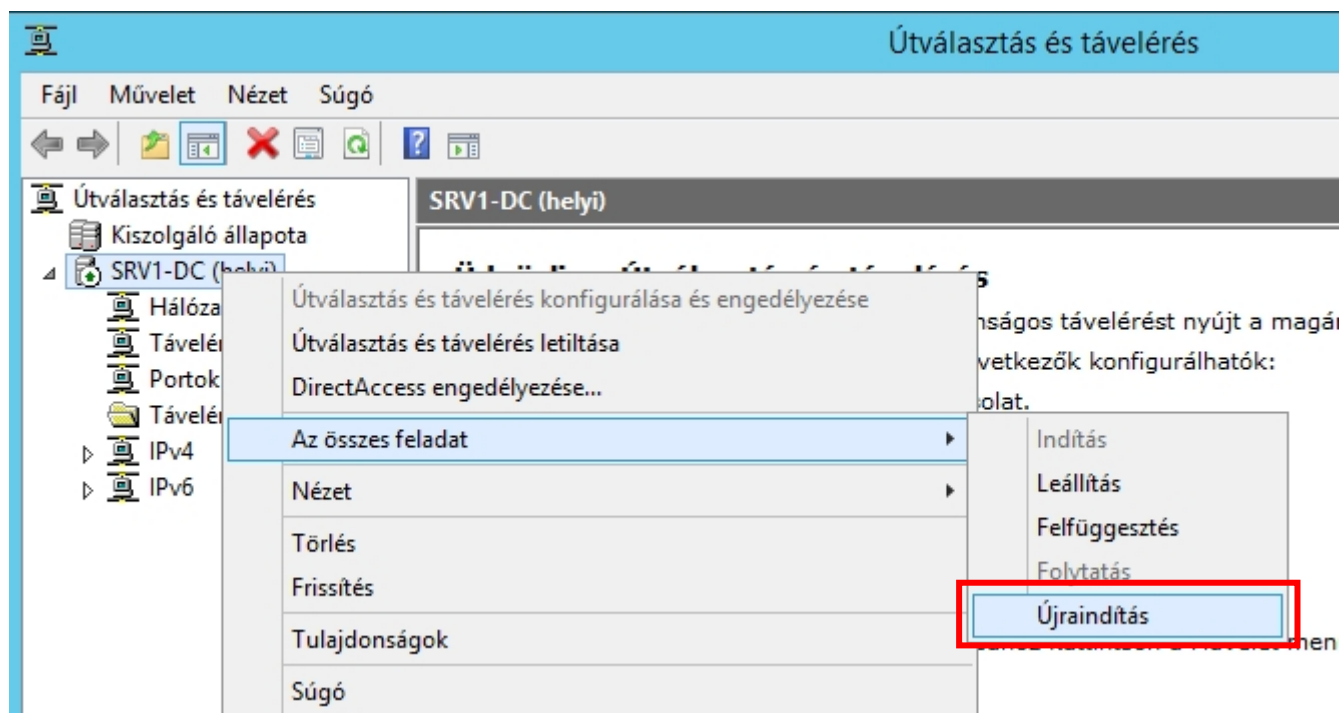 Útválasztás és távelérés
Fájl Művelet Nézet Súgó
Útválasztás és távelérés
Kiszolgáló állapota
SRV1-DC (helyi)
Portok
IPv4
IPv6
SRV1-DC (helyi)
nságos távelérést nyújt a magán
vetkezők konfigurálhatók:
Útválasztás és távelérés konfigurálása és engedélyezése
Útválasztás és távelérés letiltása
DirectAccess engedélyezése...
Az összes feladat
Nézet
Törlés
Frissítés
Tulajdonságok
Súgó
Indítás
Leállítás
Felfüggesztés
Folytatás
Újraindítás